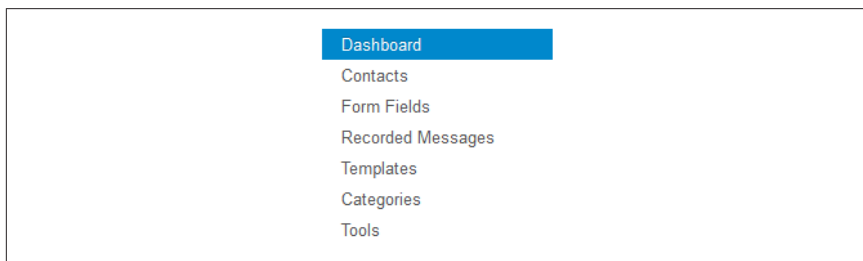 Dashboard
Contacts
Form Fields
Recorded Messages
Templates
Categories
Tools